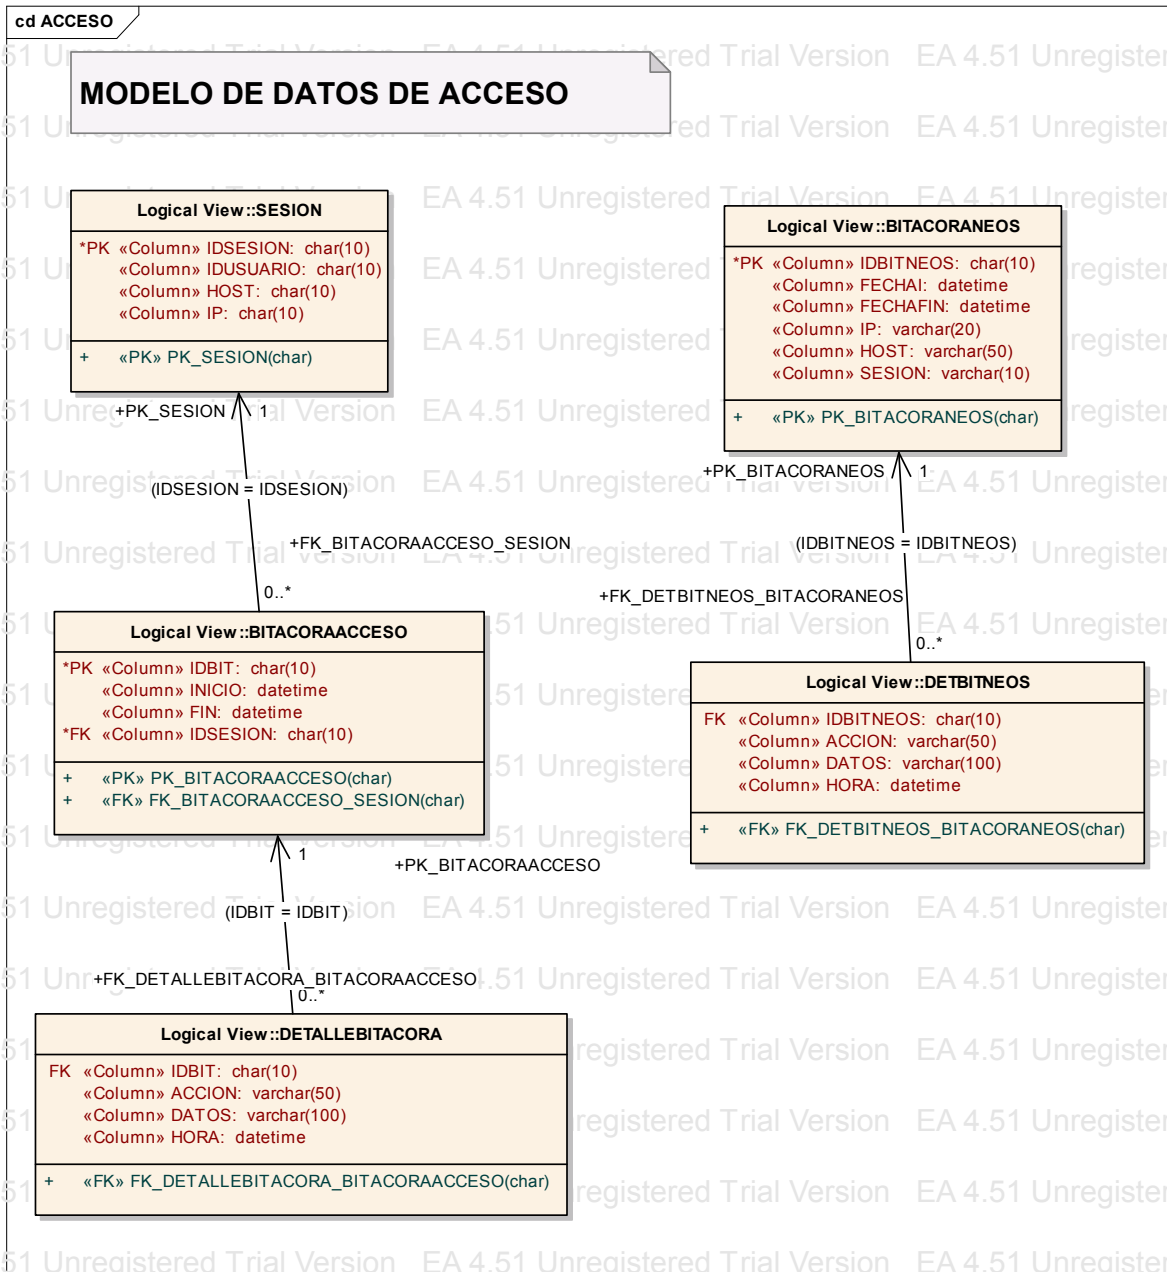 cd ACCESO
MODELO DE DATOS DE ACCESO
Logical View::SESION
*PK «Column» IDSESION: char(10)
«Column» IDUSUARIO: char(10)
«Column» HOST: char(10)
«Column» IP: char(10)
+ «PK» PK_SESION(char)
+PK_SESION 1
(IDSESION = IDSESION)
+FK_BITACORAACCESO_SESION
0..*
Logical View::BITACORAACCESO
*PK «Column» IDBIT: char(10)
«Column» INICIO: datetime
«Column» FIN: datetime
*FK «Column» IDSESION: char(10)
+ «PK» PK_BITACORAACCESO(char)
+ «FK» FK_BITACORAACCESO_SESION(char)
1
+PK_BITACORAACCESO
(IDBIT = IDBIT)
+FK_DETALLEBITACORA_BITACORAACCESO
0..*
Logical View::DETALLEBITACORA
FK «Column» IDBIT: char(10)
«Column» ACCION: varchar(50)
«Column» DATOS: varchar(100)
«Column» HORA: datetime
+ «FK» FK_DETALLEBITACORA_BITACORAACCESO(char)
Logical View::BITACORANEOS
*PK «Column» IDBITNEOS: char(10)
«Column» FECHAI: datetime
«Column» FECHAFIN: datetime
«Column» IP: varchar(20)
«Column» HOST: varchar(50)
«Column» SESION: varchar(10)
+ «PK» PK_BITACORANEOS(char)
+PK_BITACORANEOS 1
(IDBITNEOS = IDBITNEOS)
+FK_DETBITNEOS_BITACORANEOS
0..*
Logical View::DETBITNEOS
FK «Column» IDBITNEOS: char(10)
«Column» ACCION: varchar(50)
«Column» DATOS: varchar(100)
«Column» HORA: datetime
+ «FK» FK_DETBITNEOS_BITACORANEOS(char)
EA 4.51 Unregistered Trial Version